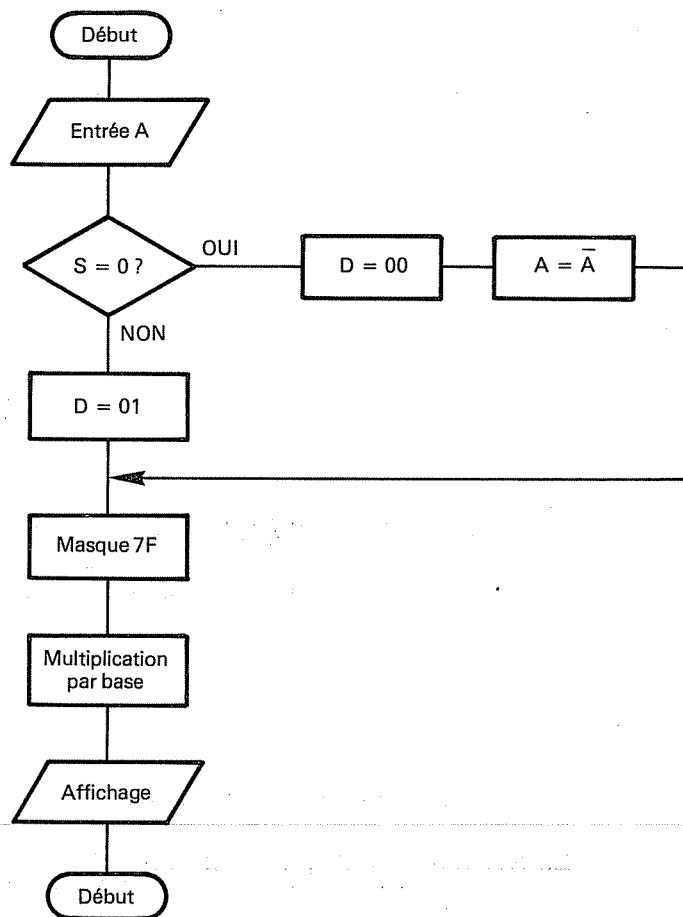 Début
Entrée A
S = 0 ?
OUI
D = 00
A = A̅
NON
D = 01
Masque 7F
Multiplication
par base
Affichage
Début